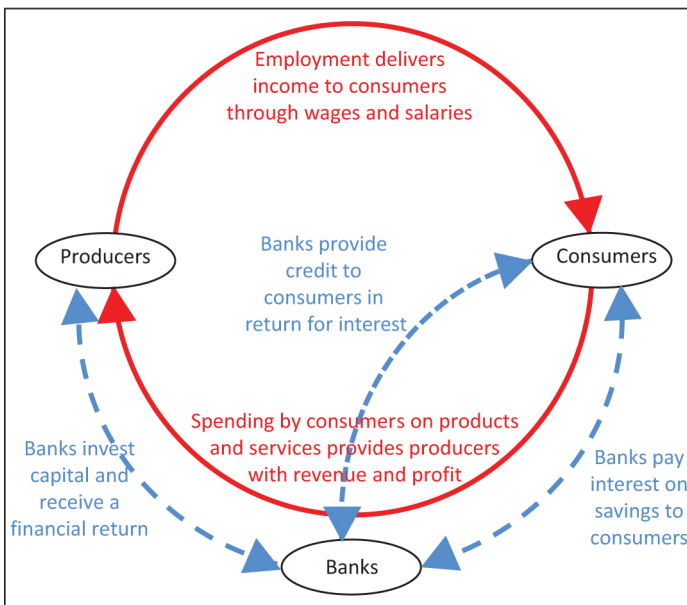 Employment delivers
income to consumers
through wages and salaries
Producers
Consumers
Banks provide
credit to
consumers in
return for interest
Spending by consumers on products
and services provides producers
with revenue and profit
Banks invest
capital and
receive a
financial return
Banks pay
interest on
savings to
consumers
Banks